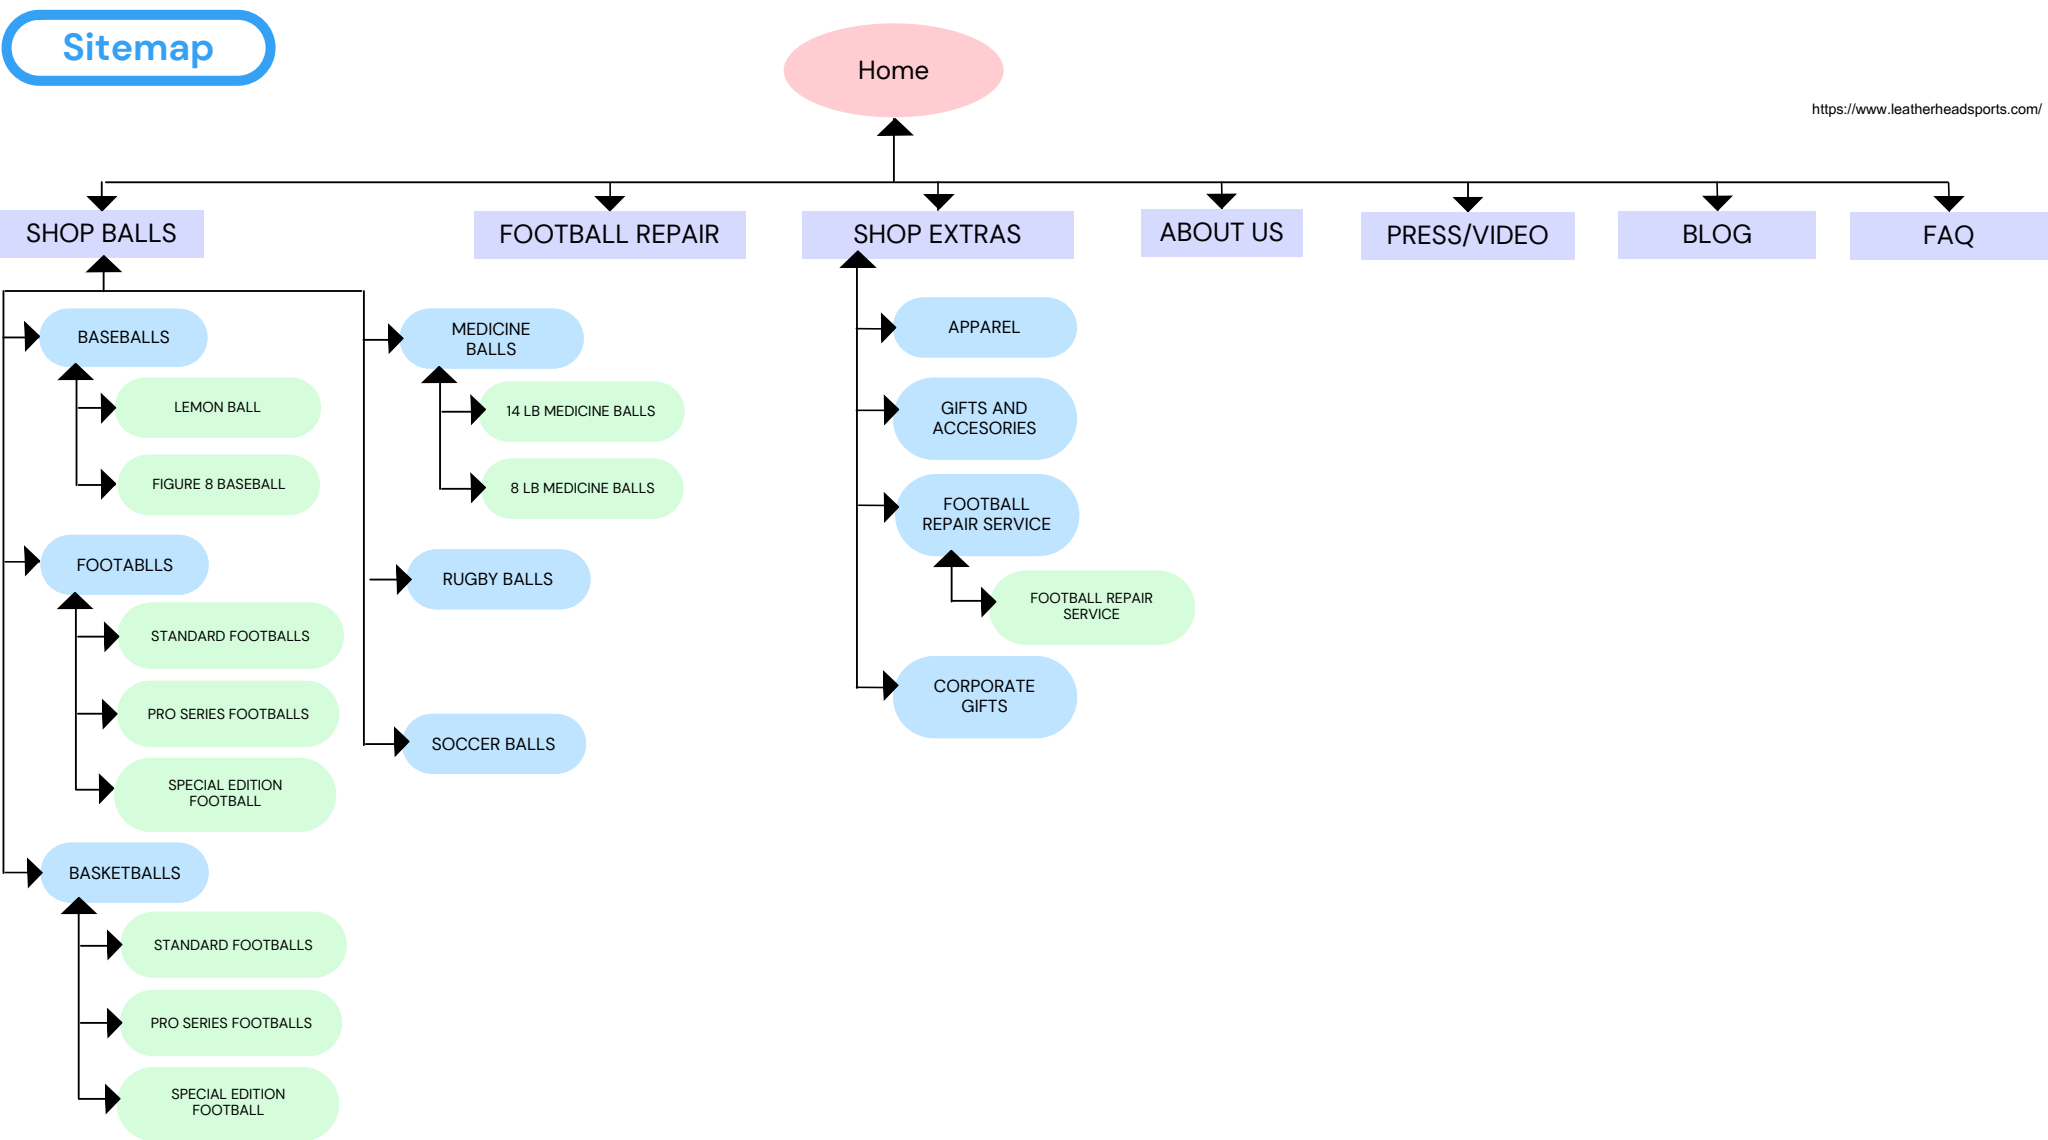 Sitemap
Home
https://www.leatherheadsports.com/
SHOP BALLS
FOOTBALL REPAIR
SHOP EXTRAS
ABOUT US
PRESS/VIDEO
BLOG
FAQ
BASEBALLS
LEMON BALL
FIGURE 8 BASEBALL
FOOTABLLS
STANDARD FOOTBALLS
PRO SERIES FOOTBALLS
SPECIAL EDITION
FOOTBALL
BASKETBALLS
STANDARD FOOTBALLS
PRO SERIES FOOTBALLS
SPECIAL EDITION
FOOTBALL
MEDICINE
BALLS
14 LB MEDICINE BALLS
8 LB MEDICINE BALLS
RUGBY BALLS
SOCCER BALLS
APPAREL
GIFTS AND
ACCESORIES
FOOTBALL
REPAIR SERVICE
FOOTBALL REPAIR
SERVICE
CORPORATE
GIFTS